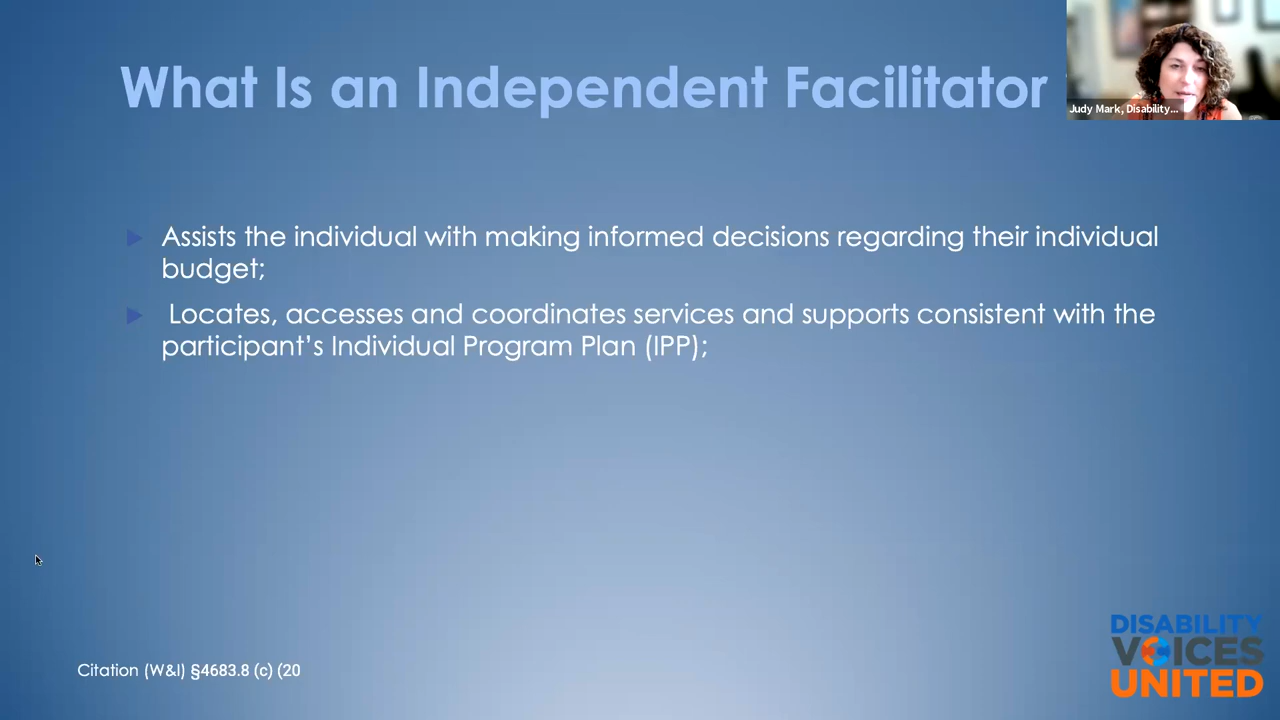 What Is an Independent Facilitator
Judy Mark, Disability...
Assists the individual with making informed decisions regarding their individual
budget;
Locates, accesses and coordinates services and supports consistent with the
participant’s Individual Program Plan (IPP);
Citation (W&I) §4683.8 (c) (20
DISABILITY
VOICES
UNITED